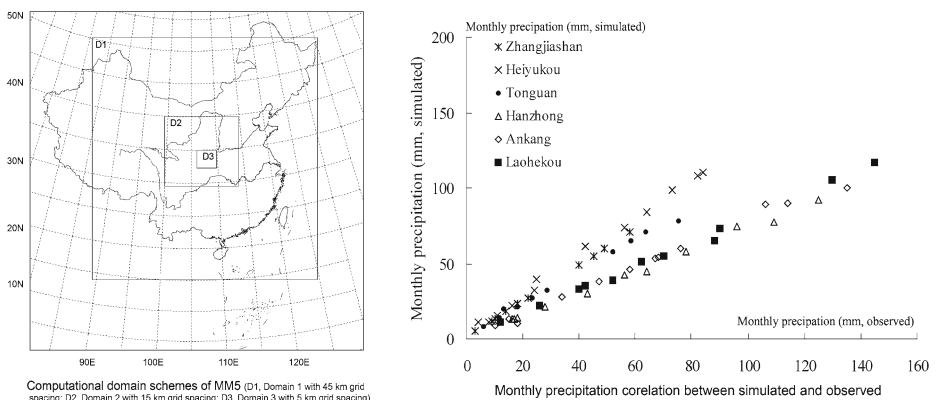 50N
40N
30N
20N
10N
D1
D2
D3
90E 100E 110E 120E
Computational domain schemes of MM5 (D1, Domain 1 with 45 km grid
spacing; D2, Domain 2 with 15 km grid spacing; D3, Domain 3 with 5 km grid spacing)
Monthly precipation (mm, simulated)
Monthly precipitation (mm, simulated)
200
150
100
50
0
Zhangjiashan
Heiyukou
Tonguan
Hanzhong
Ankang
Laohekou
Monthly precipation (mm, observed)
0 20 40 60 80 100 120 140 160
Monthly precipitation corelation between simulated and observed